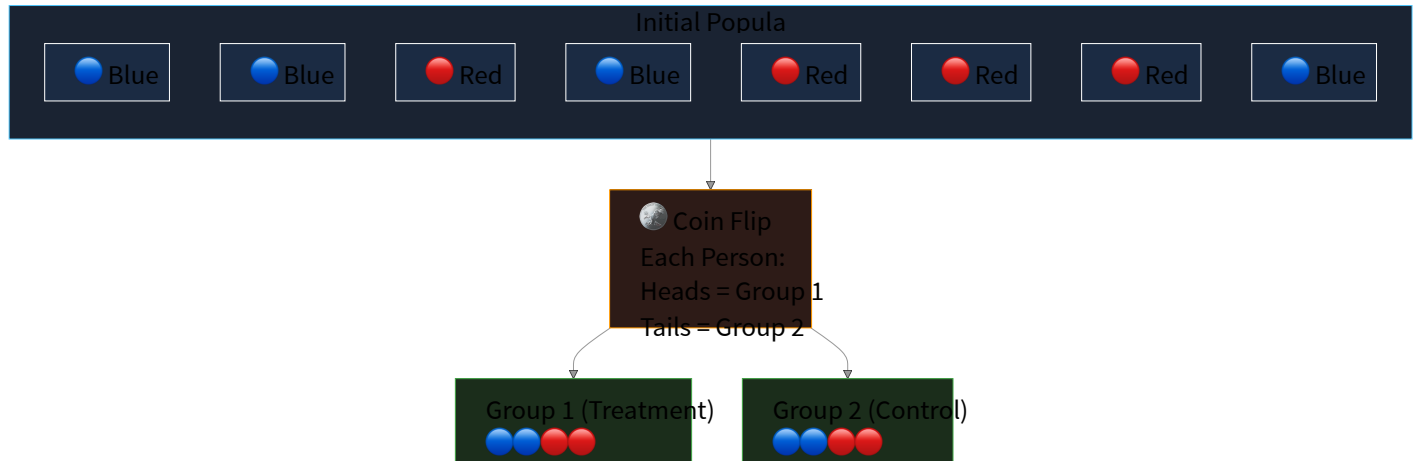 Initial Popula
Blue Blue Red Blue Red Red Red Blue
Coin Flip
Each Person:
Heads = Group 1
Tails = Group 2
Group 1 (Treatment) Group 2 (Control)